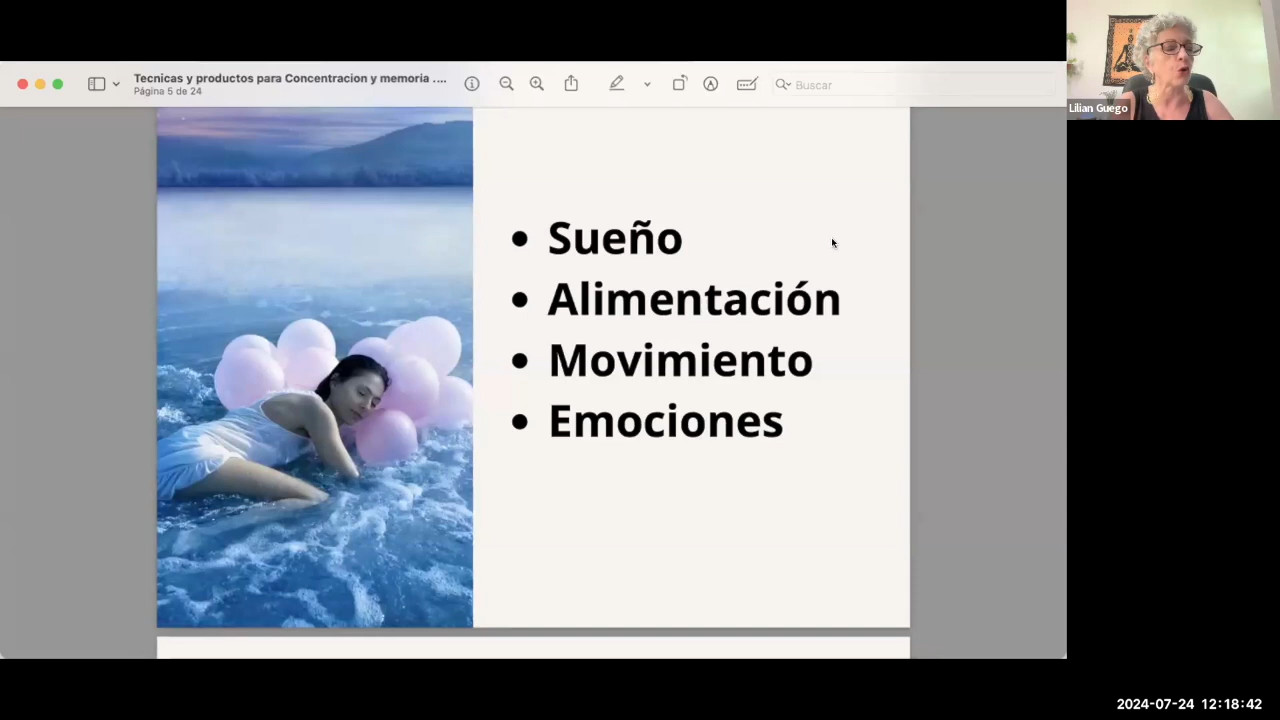 Tecnicas y productos para Concentracion y memoria ....
Página 5 de 24
Buscar
Lilian Guego
• Sueño
• Alimentación
• Movimiento
• Emociones
2024-07-24 12:18:42